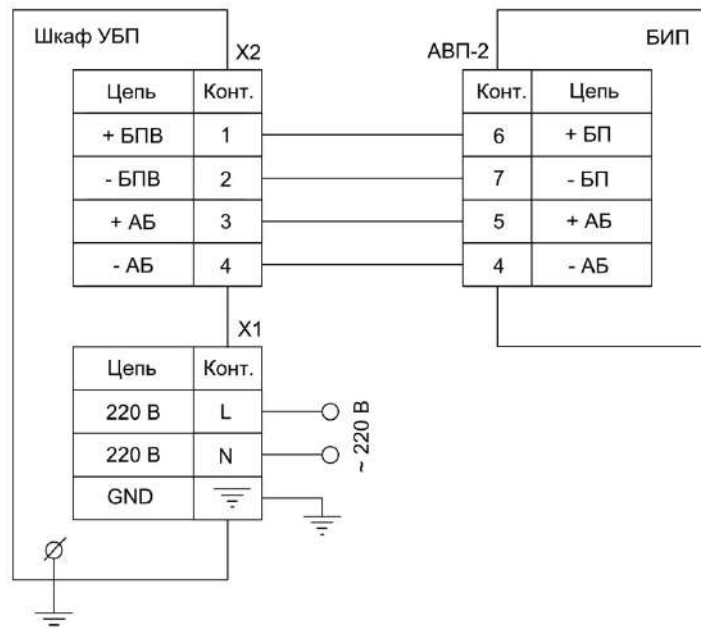 Шкаф УБП
X2
Цепь Конт.
+ БПВ 1
- БПВ 2
+ АБ 3
- АБ 4
АВП-2
БИП
Конт. Цепь
6 + БП
7 - БП
5 + АБ
4 - АБ
X1
Цепь Конт.
220 В L
220 В N
GND
~ 220 В